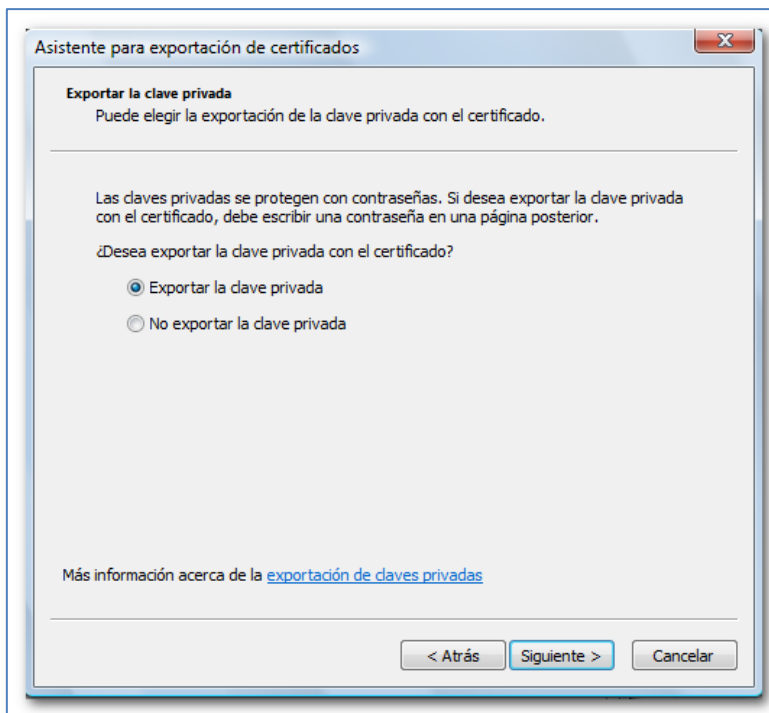 Asistente para exportación de certificados
Exportar la clave privada
Puede elegir la exportación de la clave privada con el certificado.
Las claves privadas se protegen con contraseñas. Si desea exportar la clave privada
con el certificado, debe escribir una contraseña en una página posterior.
¿Desea exportar la clave privada con el certificado?
Exportar la clave privada
No exportar la clave privada
Más información acerca de la exportación de claves privadas
< Atrás Siguiente > Cancelar